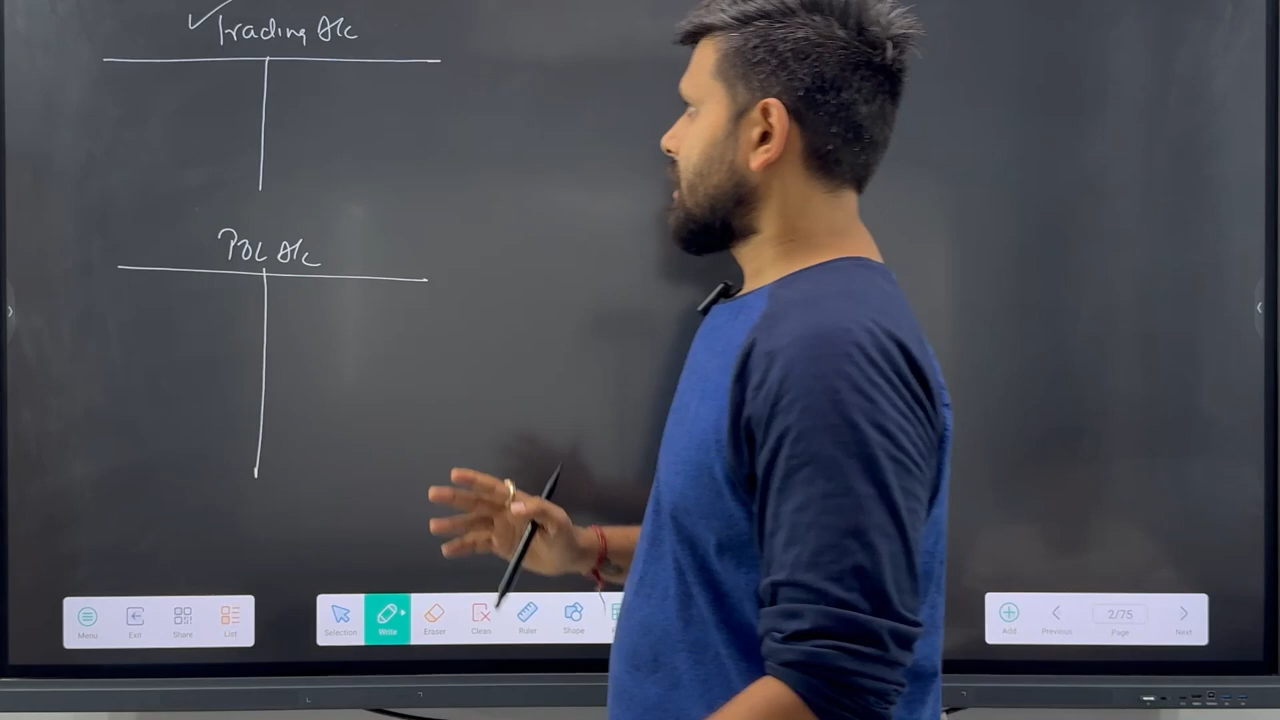 ✓Trading A/c
P&L A/c
Menu
Exit
Share
List
Selection
Write
Eraser
Clean
Ruler
Shape
Add
Previous
2/75
Page
Next